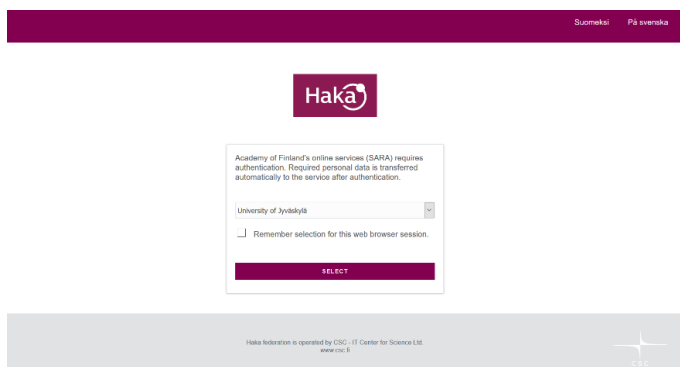 Suomeksi På svenska
Haka
Academy of Finland's online services (SARA) requires
authentication. Required personal data is transferred
automatically to the service after authentication.
University of Jyväskylä
Remember selection for this web browser session.
SELECT
Haka federation is operated by CSC - IT Center for Science Ltd.
www.csc.fi
CSC